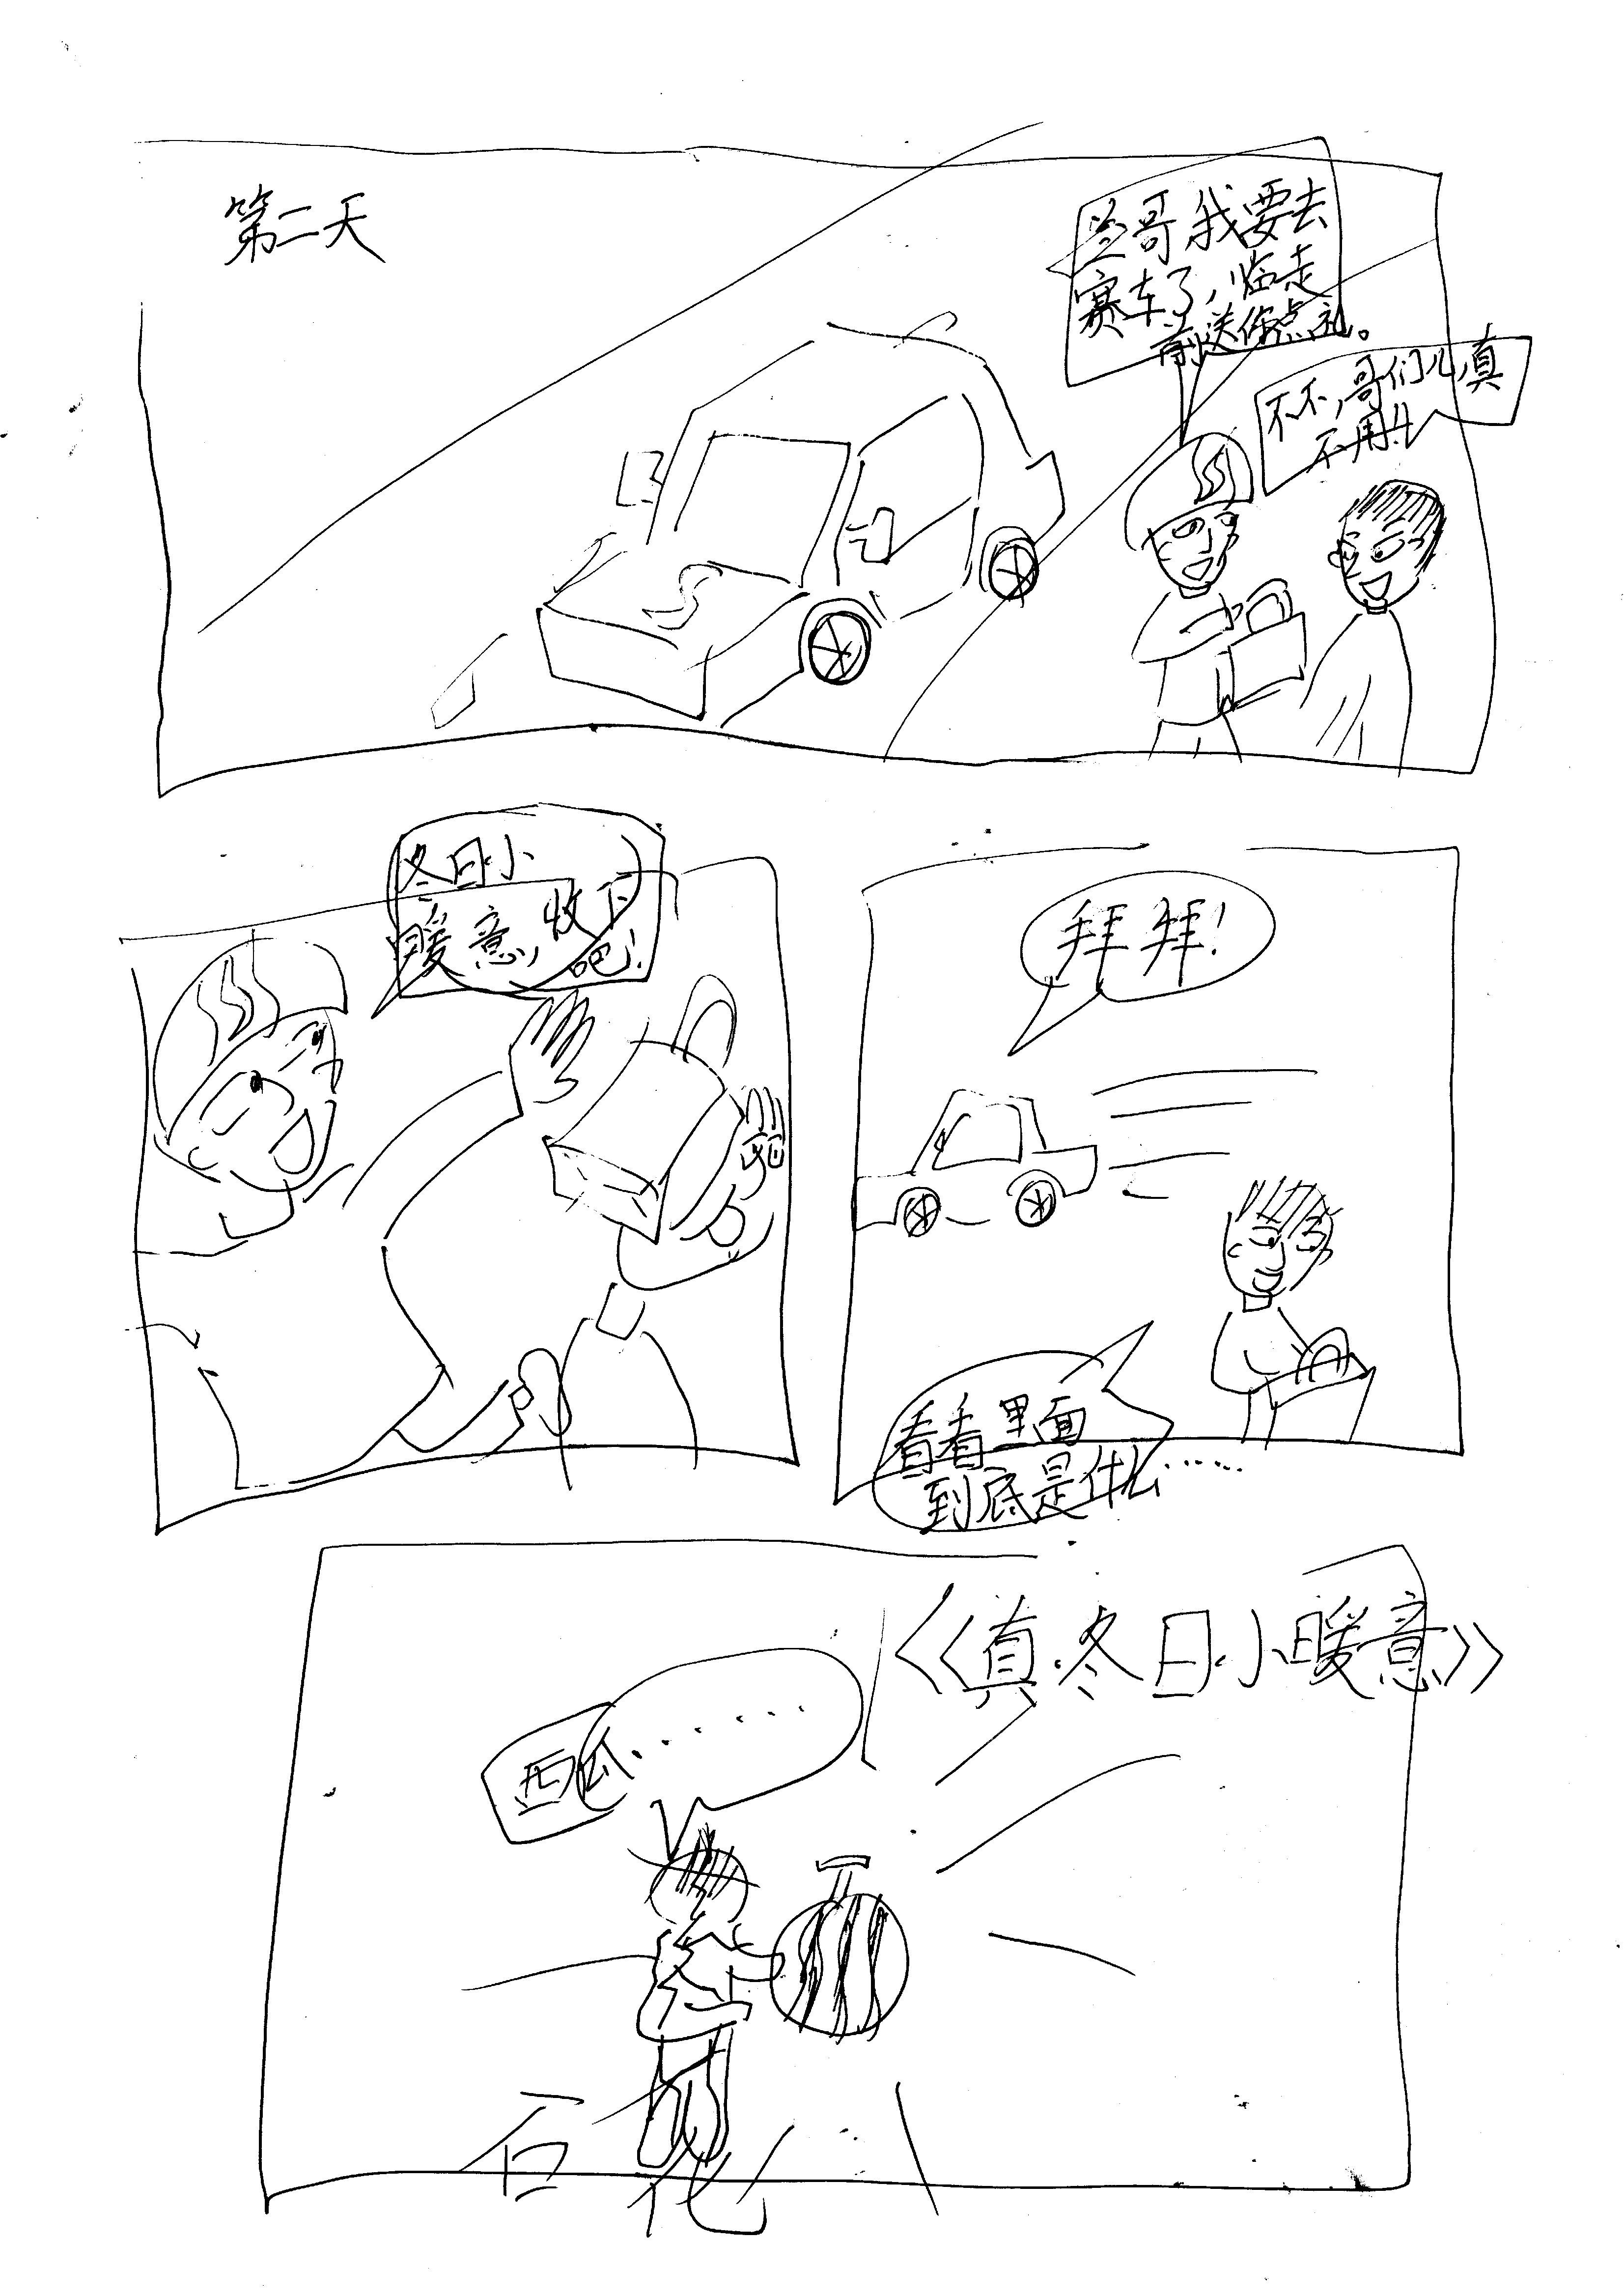 第二天
哥我要去
赛车了,临走
前送你点礼。
不不,哥们儿真
不用!!
冬日小
暖意,收下
吧!
拜拜!
看看里面
到底是什么……
《真·冬日小暖意》
西瓜......
石化